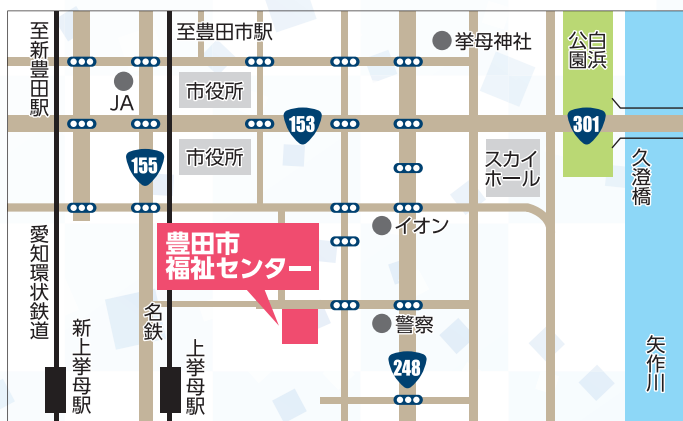 至新豊田駅
至豊田市駅
挙母神社
白浜
公園
JA
市役所
153
301
155
市役所
スカイ
ホール
久澄橋
イオン
豊田市
福祉センター
愛知環状鉄道
名鉄
新上挙母駅
上挙母駅
警察
248
矢作川